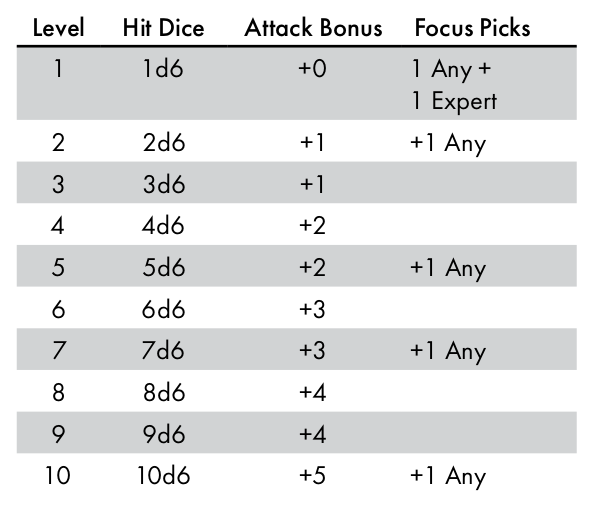 Level Hit Dice Attack Bonus Focus Picks
1 1d6 +0 1 Any +
1 Expert
2 2d6 +1 +1 Any
3 3d6 +1
4 4d6 +2
5 5d6 +2 +1 Any
6 6d6 +3
7 7d6 +3 +1 Any
8 8d6 +4
9 9d6 +4
10 10d6 +5 +1 Any